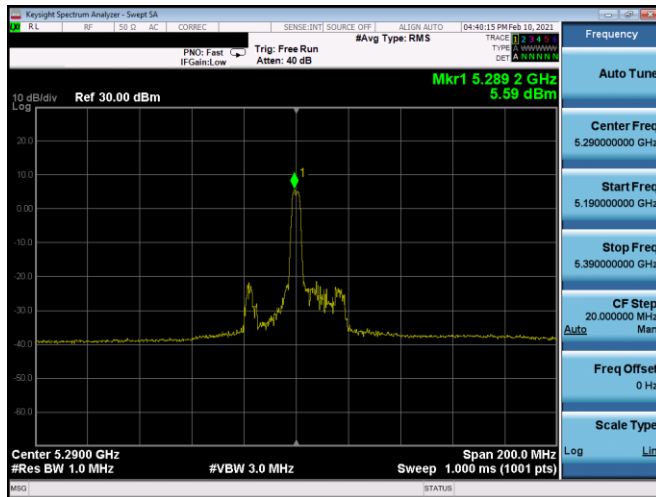 Keysight Spectrum Analyzer - Swept SA
RL RF 50 Ω AC CORREC SENSE:INT SOURCE OFF ALIGN AUTO 04:40:15 PM Feb 10, 2021
#Avg Type: RMS
TRACE 1 2 3 4 5 6
TYPE A WWWWW
DET A N N N N N
PNO: Fast
IFGain:Low
Trig: Free Run
Atten: 40 dB
Mkr1 5.289 2 GHz
5.59 dBm
10 dB/div
Log
Ref 30.00 dBm
20.0
10.0
0.00
-10.0
-20.0
-30.0
-40.0
-50.0
-60.0
1
Center 5.2900 GHz
Span 200.0 MHz
#Res BW 1.0 MHz
#VBW 3.0 MHz
Sweep 1.000 ms (1001 pts)
MSG
STATUS
Frequency
Auto Tune
Center Freq
5.290000000 GHz
Start Freq
5.190000000 GHz
Stop Freq
5.390000000 GHz
CF Step
20.000000 MHz
Auto Man
Freq Offset
0 Hz
Scale Type
Log Lin